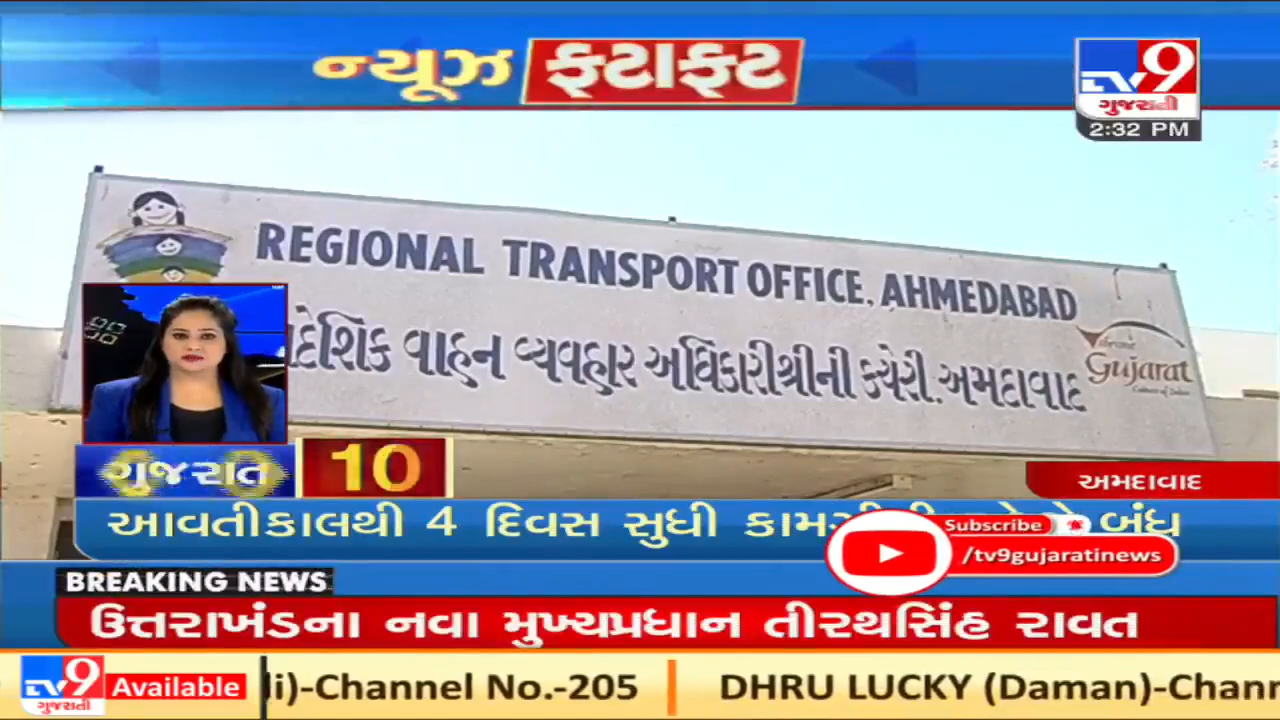 ન્યૂઝ ફટાફટ
TV9
ગુજરાતી
2:32 PM
REGIONAL TRANSPORT OFFICE, AHMEDABAD
વાહન વ્યવહાર અધિકારીશ્રીની કચેરી. અમદાવાદ
Vibrant
Gujarat
ગુજરાત 10
અમદાવાદ
આવતીકાલથી 4 દિવસ સુધી બંધ
Subscribe
/tv9gujaratinews
BREAKING NEWS
ઉત્તરાખંડના નવા મુખ્યપ્રધાન તીરથસિંહ રાવત
TV9 ગુજરાતી Available li)-Channel No.-205 DHRU LUCKY (Daman)-Chann